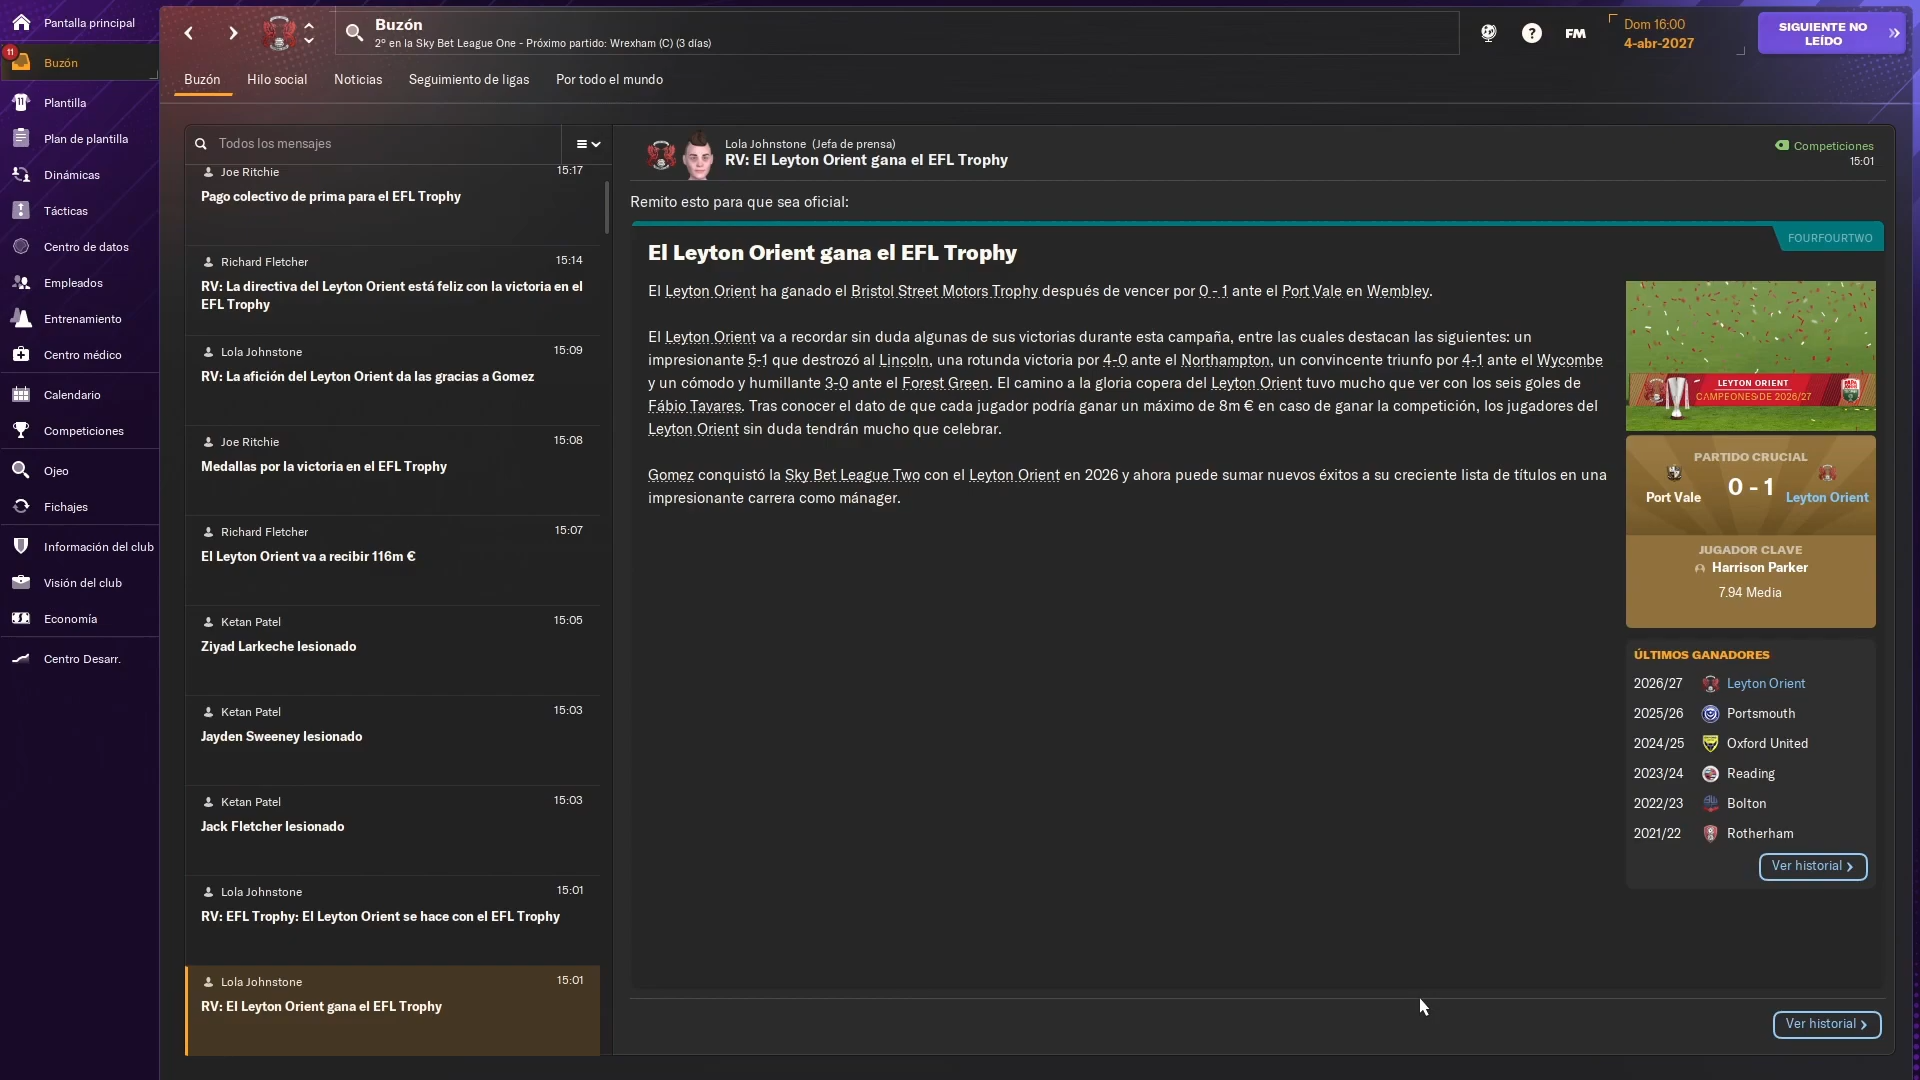 Pantalla principal
11
Buzón
Plantilla
Plan de plantilla
Dinámicas
Tácticas
Centro de datos
Empleados
Entrenamiento
Centro médico
Calendario
Competiciones
Ojeo
Fichajes
Información del club
Visión del club
Economía
Centro Desarr.
Buzón
2º en la Sky Bet League One - Próximo partido: Wrexham (C) (3 días)
FM
Dom 16:00
4-abr-2027
SIGUIENTE NO
LEÍDO
Buzón Hilo social Noticias Seguimiento de ligas Por todo el mundo
Todos los mensajes
Joe Ritchie 15:17
Pago colectivo de prima para el EFL Trophy
Richard Fletcher 15:14
RV: La directiva del Leyton Orient está feliz con la victoria en el
EFL Trophy
Lola Johnstone 15:09
RV: La afición del Leyton Orient da las gracias a Gomez
Joe Ritchie 15:08
Medallas por la victoria en el EFL Trophy
Richard Fletcher 15:07
El Leyton Orient va a recibir 116m €
Ketan Patel 15:05
Ziyad Larkeche lesionado
Ketan Patel 15:03
Jayden Sweeney lesionado
Ketan Patel 15:03
Jack Fletcher lesionado
Lola Johnstone 15:01
RV: EFL Trophy: El Leyton Orient se hace con el EFL Trophy
Lola Johnstone 15:01
RV: El Leyton Orient gana el EFL Trophy
Lola Johnstone (Jefa de prensa)
RV: El Leyton Orient gana el EFL Trophy
Competiciones
15:01
Remito esto para que sea oficial:
FOURFOURTWO
El Leyton Orient gana el EFL Trophy
El Leyton Orient ha ganado el Bristol Street Motors Trophy después de vencer por 0 - 1 ante el Port Vale en Wembley.
El Leyton Orient va a recordar sin duda algunas de sus victorias durante esta campaña, entre las cuales destacan las siguientes: un
impresionante 5-1 que destrozó al Lincoln, una rotunda victoria por 4-0 ante el Northampton, un convincente triunfo por 4-1 ante el Wycombe
y un cómodo y humillante 3-0 ante el Forest Green. El camino a la gloria copera del Leyton Orient tuvo mucho que ver con los seis goles de
Fábio Tavares. Tras conocer el dato de que cada jugador podría ganar un máximo de 8m € en caso de ganar la competición, los jugadores del
Leyton Orient sin duda tendrán mucho que celebrar.
Gomez conquistó la Sky Bet League Two con el Leyton Orient en 2026 y ahora puede sumar nuevos éxitos a su creciente lista de títulos en una
impresionante carrera como mánager.
LEYTON ORIENT
CAMPEONES DE 2026/27
PARTIDO CRUCIAL
Port Vale 0 - 1 Leyton Orient
JUGADOR CLAVE
Harrison Parker
7.94 Media
ÚLTIMOS GANADORES
2026/27 Leyton Orient
2025/26 Portsmouth
2024/25 Oxford United
2023/24 Reading
2022/23 Bolton
2021/22 Rotherham
Ver historial
Ver historial